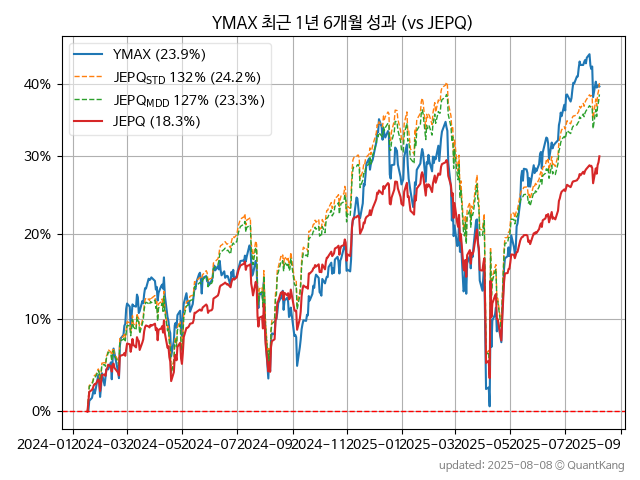 YMAX 최근 1년 6개월 성과 (vs JEPQ)
YMAX (23.9%)
JEPQSTD 132% (24.2%)
JEPQMDD 127% (23.3%)
JEPQ (18.3%)
40%
30%
20%
10%
0%
2024-01 2024-03 2024-05 2024-07 2024-09 2024-11 2025-01 2025-03 2025-05 2025-07 2025-09
updated: 2025-08-08 © QuantKang